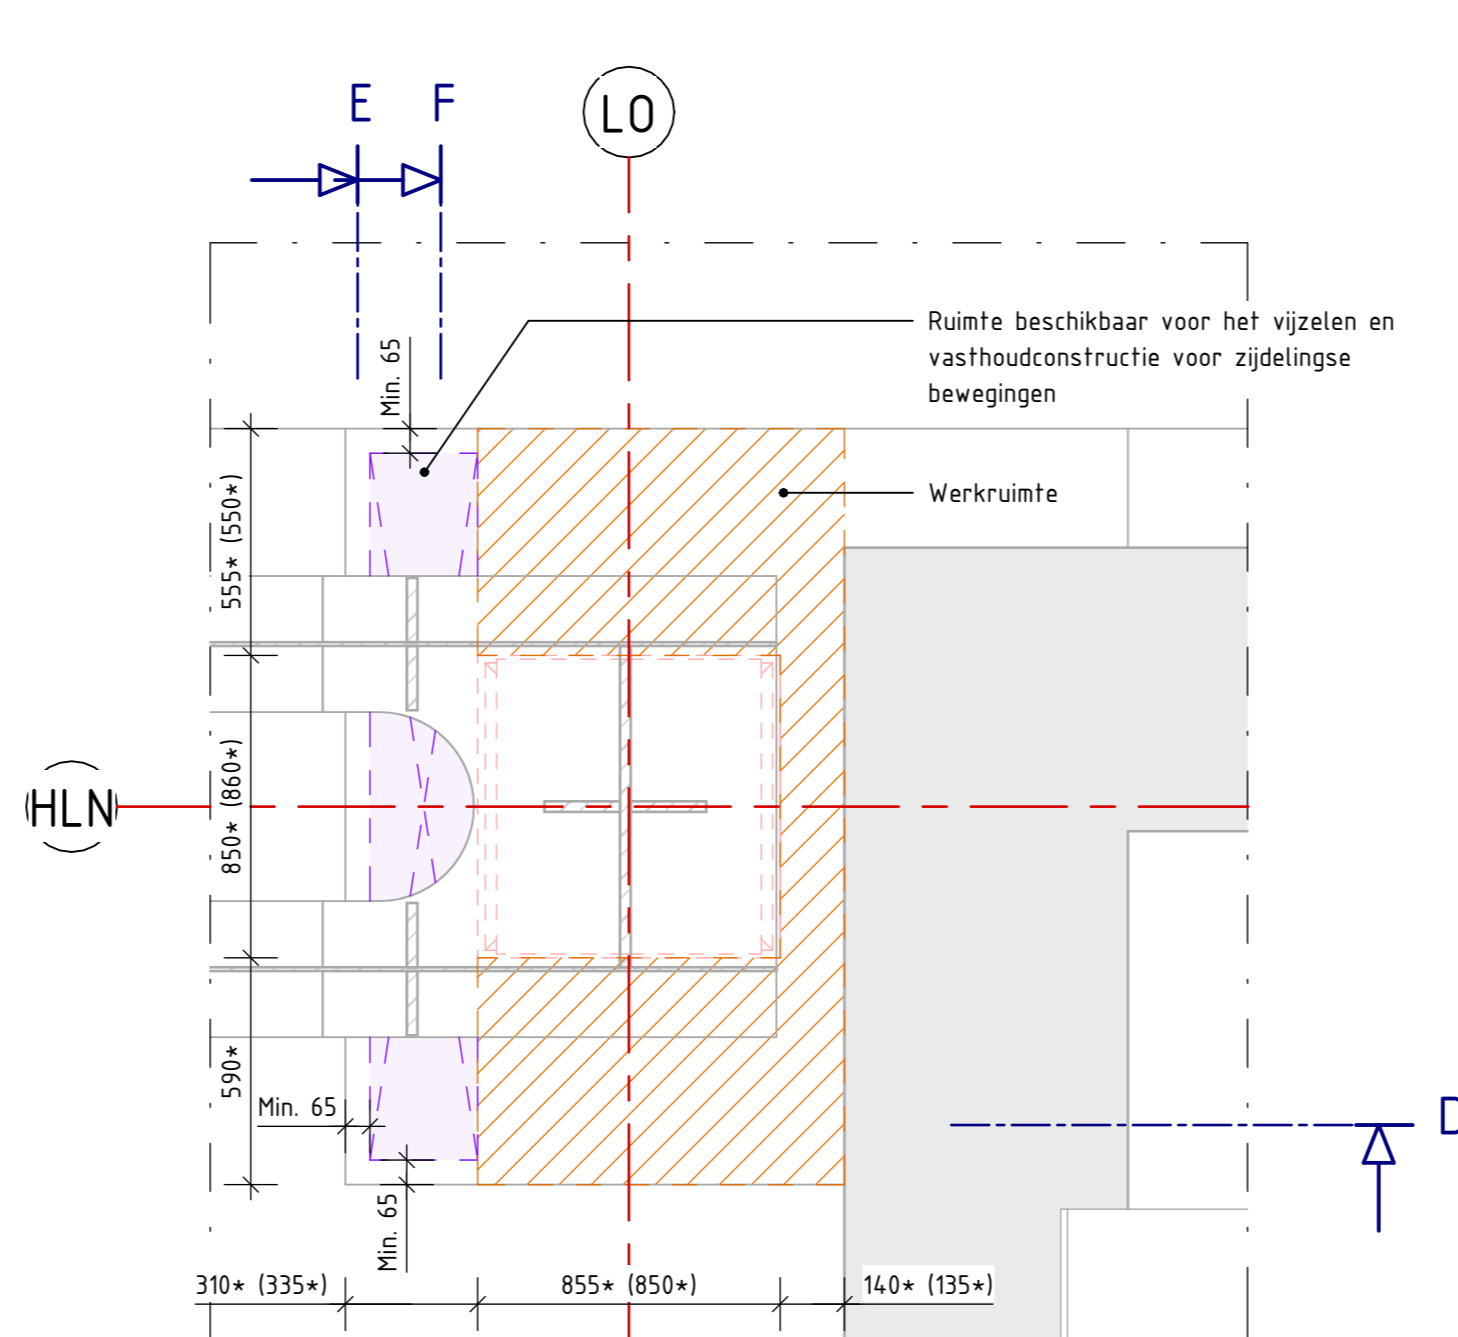 E F
LO
Ruimte beschikbaar voor het vijzelen en
vasthoudconstructie voor zijdelingse
bewegingen
Min. 65
Werkruimte
555* (550*)
HLN
850* (860*)
590*
Min. 65
D
Min. 65
310* (335*)
855* (850*)
140* (135*)